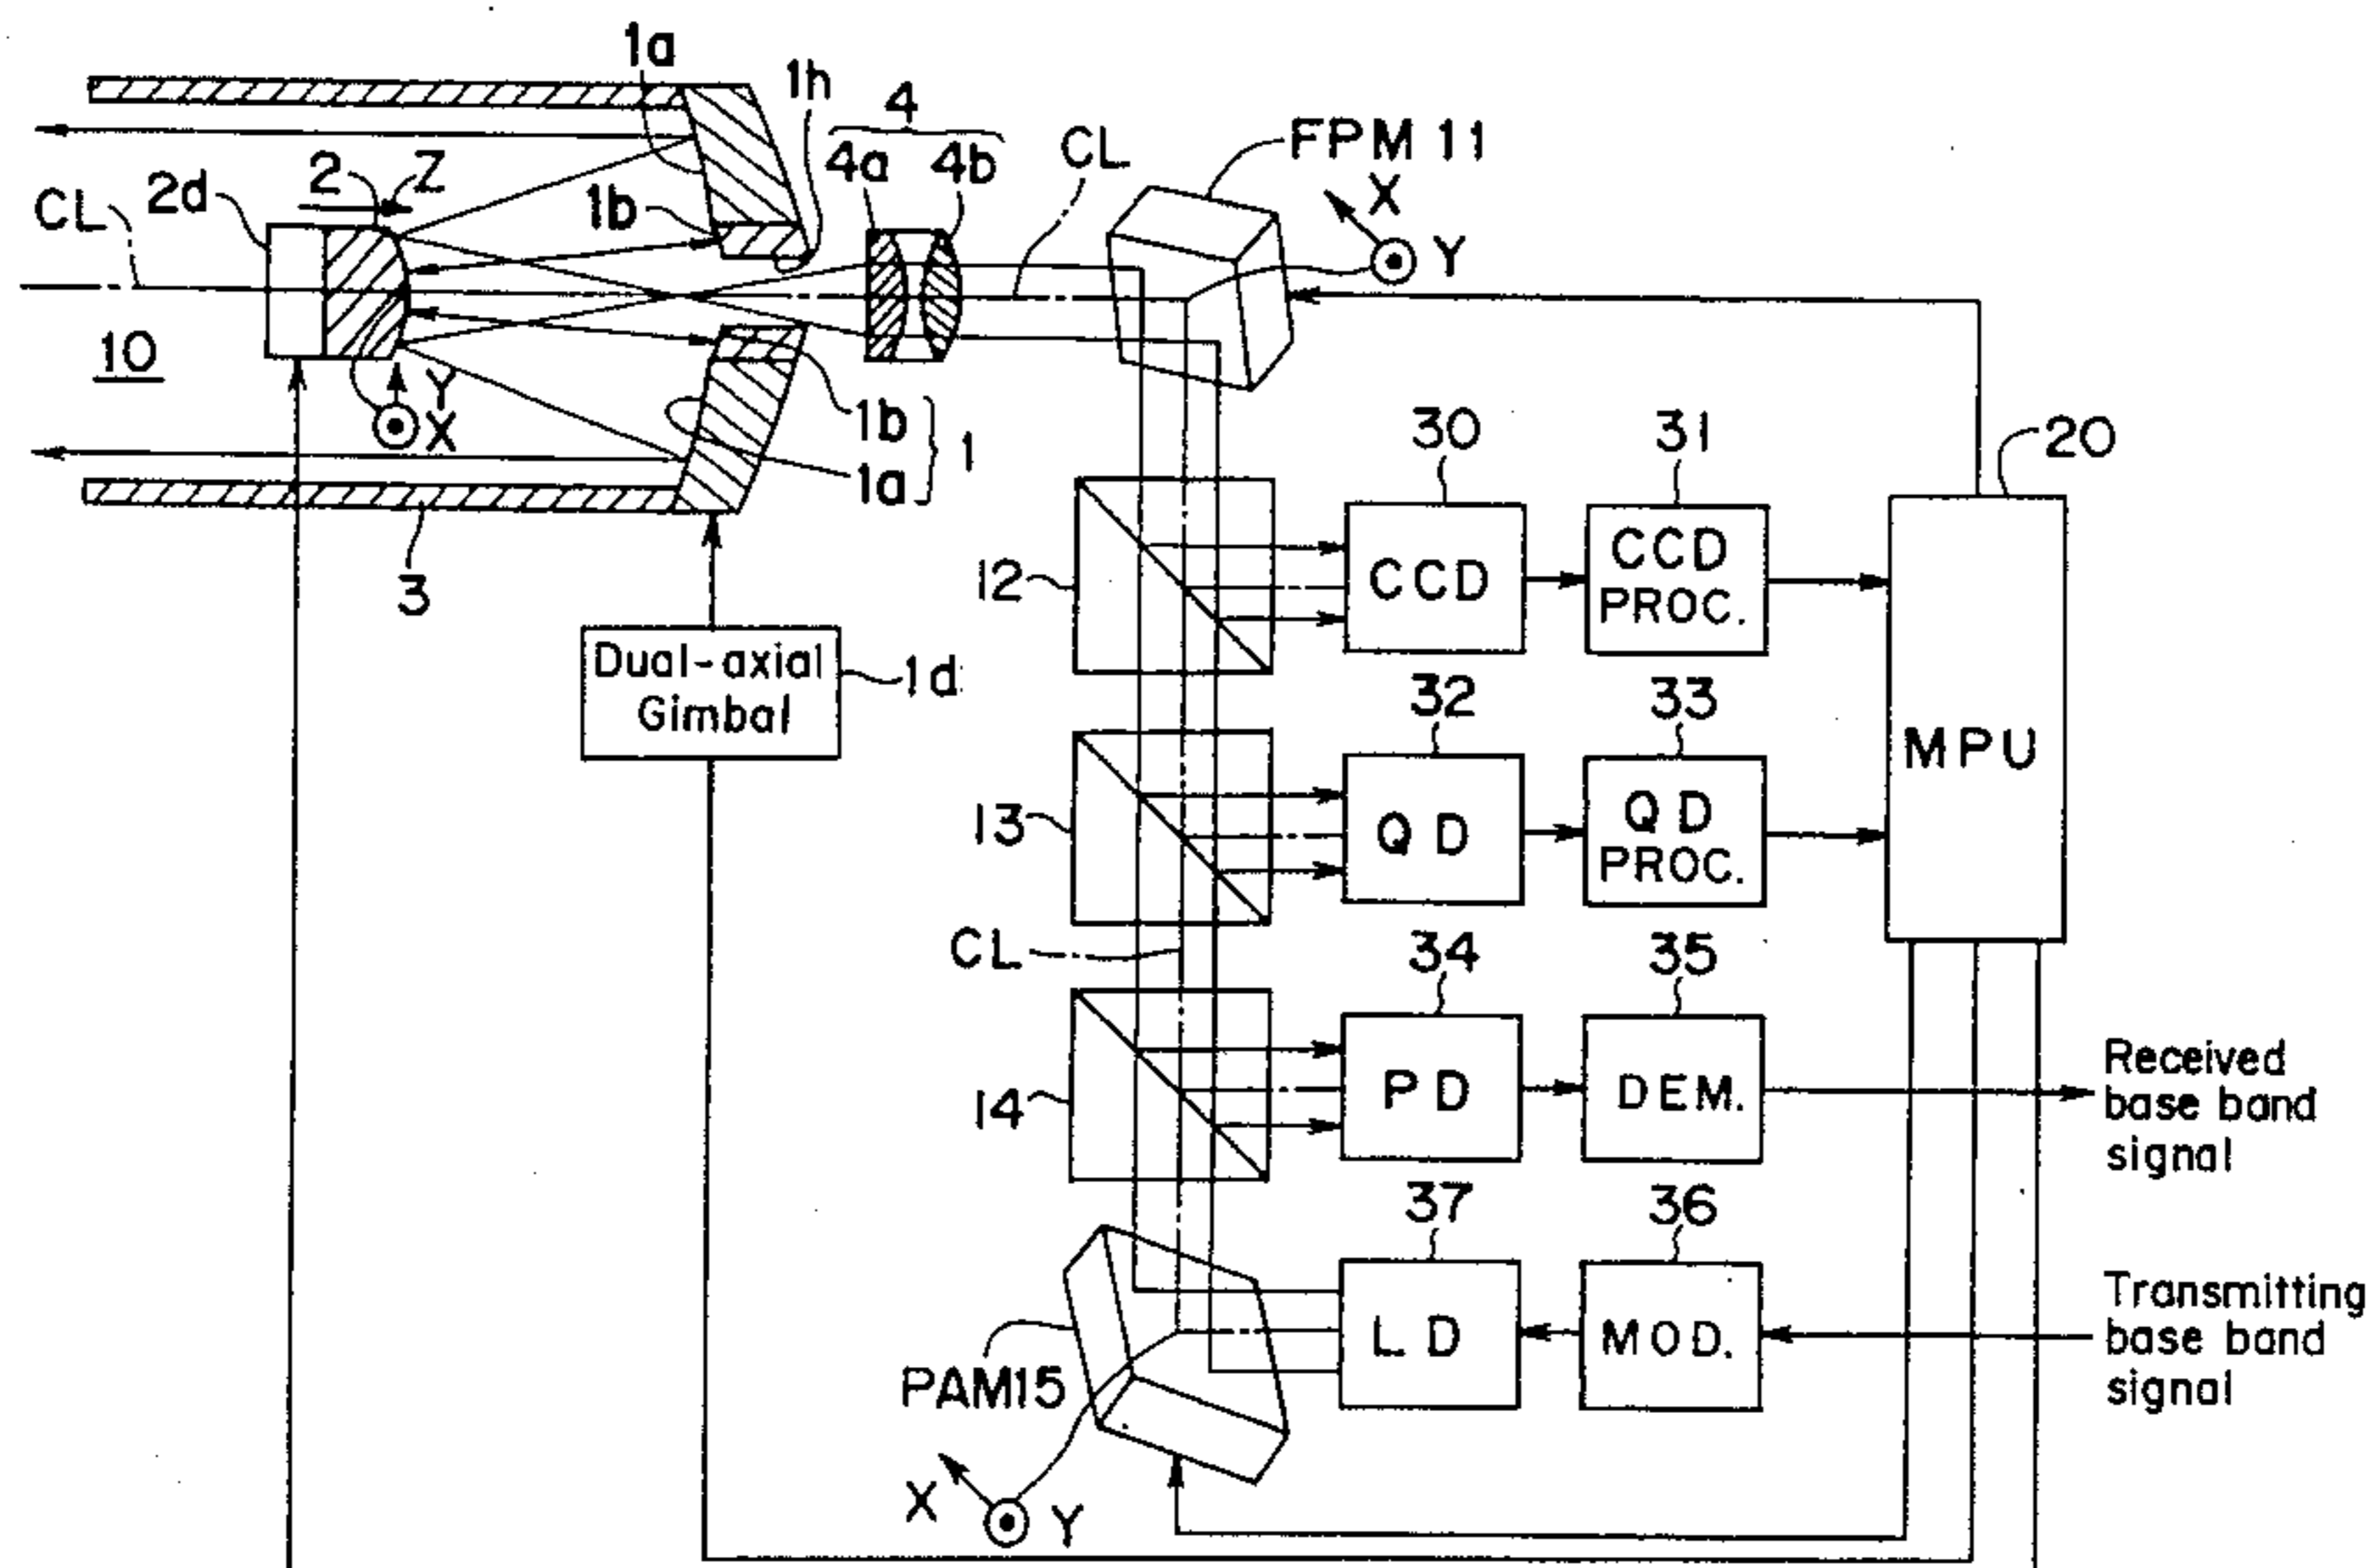 1a
1h
4
4a 4b
CL
FPM 11
X
Y
2 Z
2d
CL
1b
10
Y
X
1b
1a
1
3
Dual-axial
Gimbal
1d
30
31
20
12
CCD
CCD
PROC.
MPU
32
33
13
QD
QD
PROC.
CL
34
35
14
PD
DEM.
Received
base band
signal
37
36
LD
MOD.
Transmitting
base band
signal
PAM15
X
Y